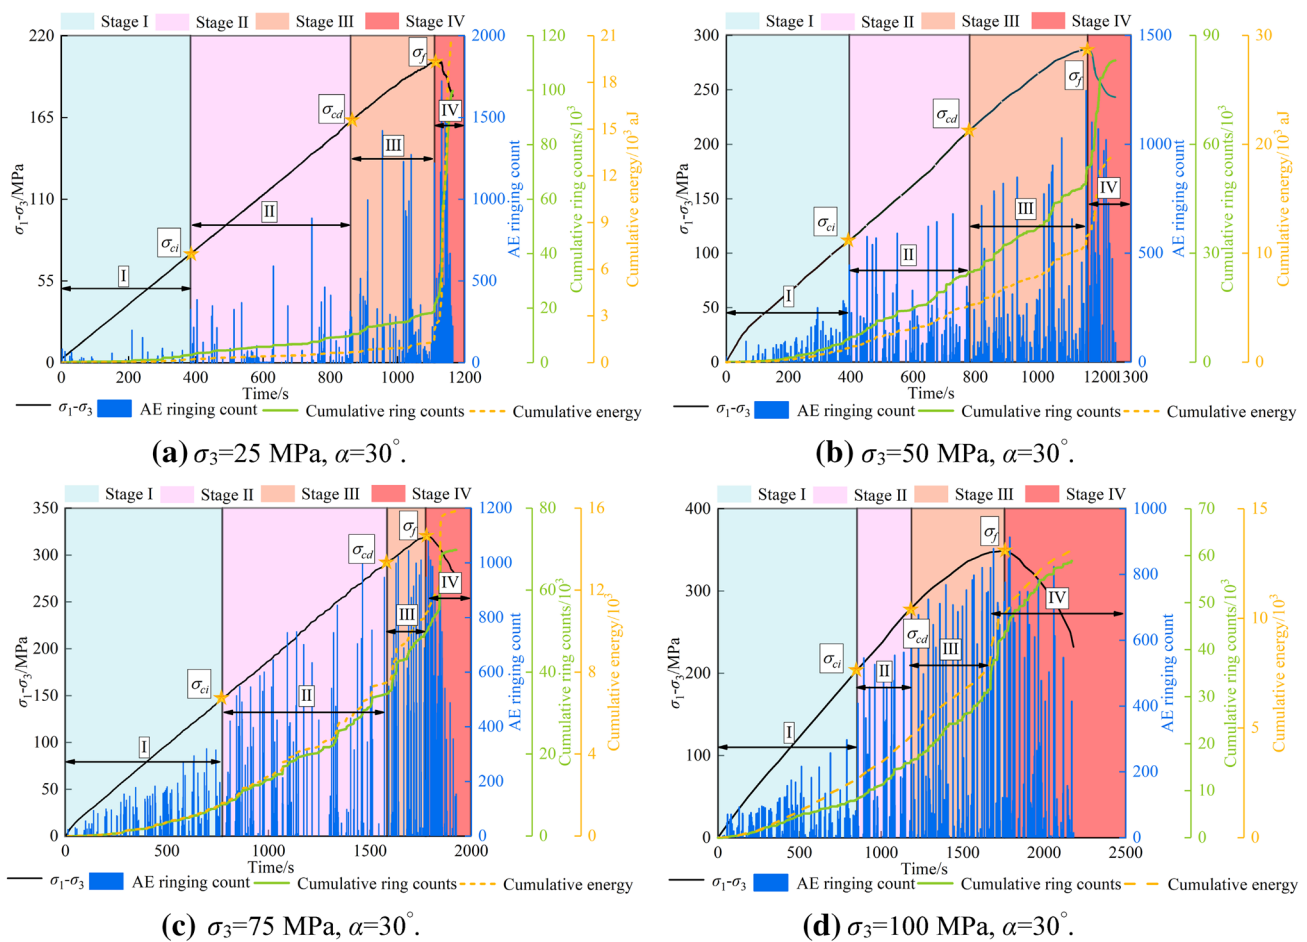 Stage I Stage II Stage III Stage IV
220
165
110
55
0
σ1-σ3/MPa
2000
1500
1000
500
0
AE ringing count
120
100
80
60
40
20
0
Cumulative ring counts/10³
21
18
15
12
9
6
3
0
Cumulative energy/10³ aJ
σci
σcd
σf
I
II
III
IV
0 200 400 600 800 1000 1200
Time/s
σ1-σ3 AE ringing count Cumulative ring counts Cumulative energy
(a) σ3=25 MPa, α=30°.
Stage I Stage II Stage III Stage IV
300
250
200
150
100
50
0
σ1-σ3/MPa
1500
1000
500
0
AE ringing count
90
60
30
0
Cumulative ring counts/10³
30
20
10
0
Cumulative energy/10³ aJ
σci
σcd
σf
I
II
III
IV
0 200 400 600 800 1000 1200 1300
Time/s
σ1-σ3 AE ringing count Cumulative ring counts Cumulative energy
(b) σ3=50 MPa, α=30°.
Stage I Stage II Stage III Stage IV
350
300
250
200
150
100
50
0
σ1-σ3/MPa
1200
1000
800
600
400
200
0
AE ringing count
80
60
40
20
0
Cumulative ring counts/10³
16
12
8
4
0
Cumulative energy/10³
σci
σcd
σf
I
II
III
IV
0 500 1000 1500 2000
Time/s
σ1-σ3 AE ringing count Cumulative ring counts Cumulative energy
(c) σ3=75 MPa, α=30°.
Stage I Stage II Stage III Stage IV
400
300
200
100
0
σ1-σ3/MPa
1000
800
600
400
200
0
AE ringing count
70
60
50
40
30
20
10
0
Cumulative ring counts/10³
15
10
5
0
Cumulative energy/10³
σci
σcd
σf
I
II
III
IV
0 500 1000 1500 2000 2500
Time/s
σ1-σ3 AE ringing count Cumulative ring counts Cumulative energy
(d) σ3=100 MPa, α=30°.